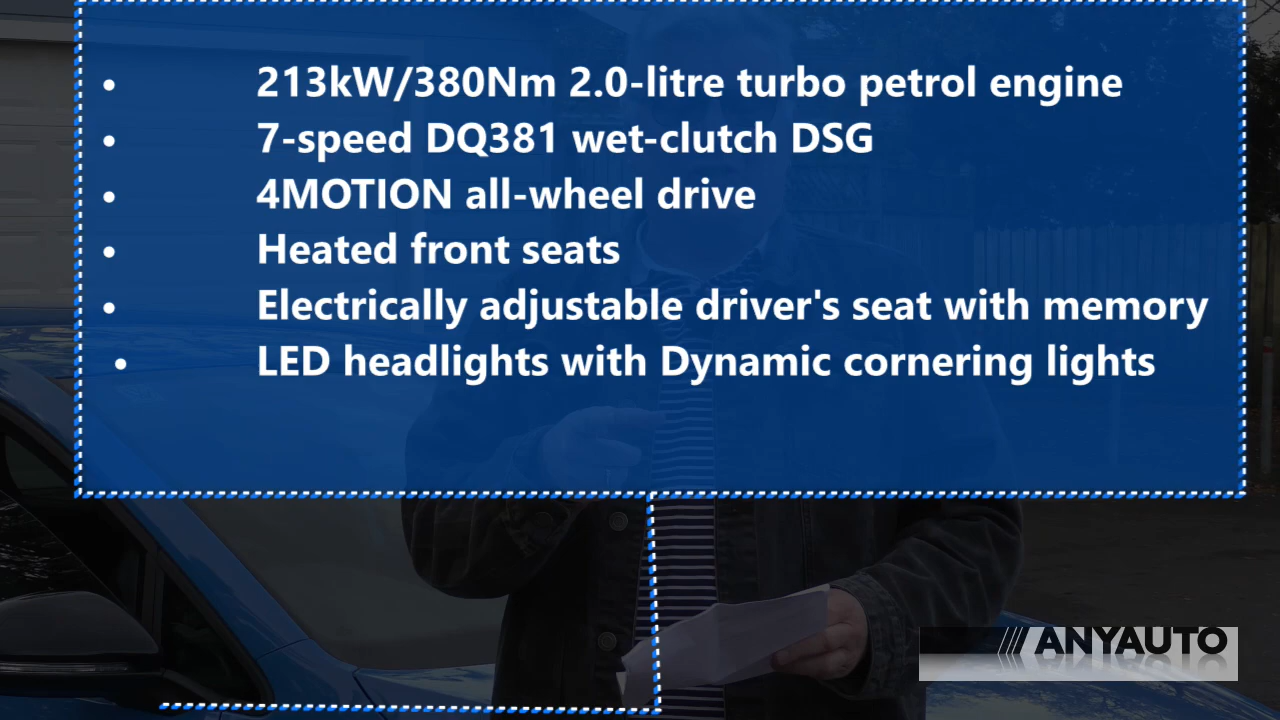 • 213kW/380Nm 2.0-litre turbo petrol engine
• 7-speed DQ381 wet-clutch DSG
• 4MOTION all-wheel drive
• Heated front seats
• Electrically adjustable driver's seat with memory
• LED headlights with Dynamic cornering lights
ANYAUTO